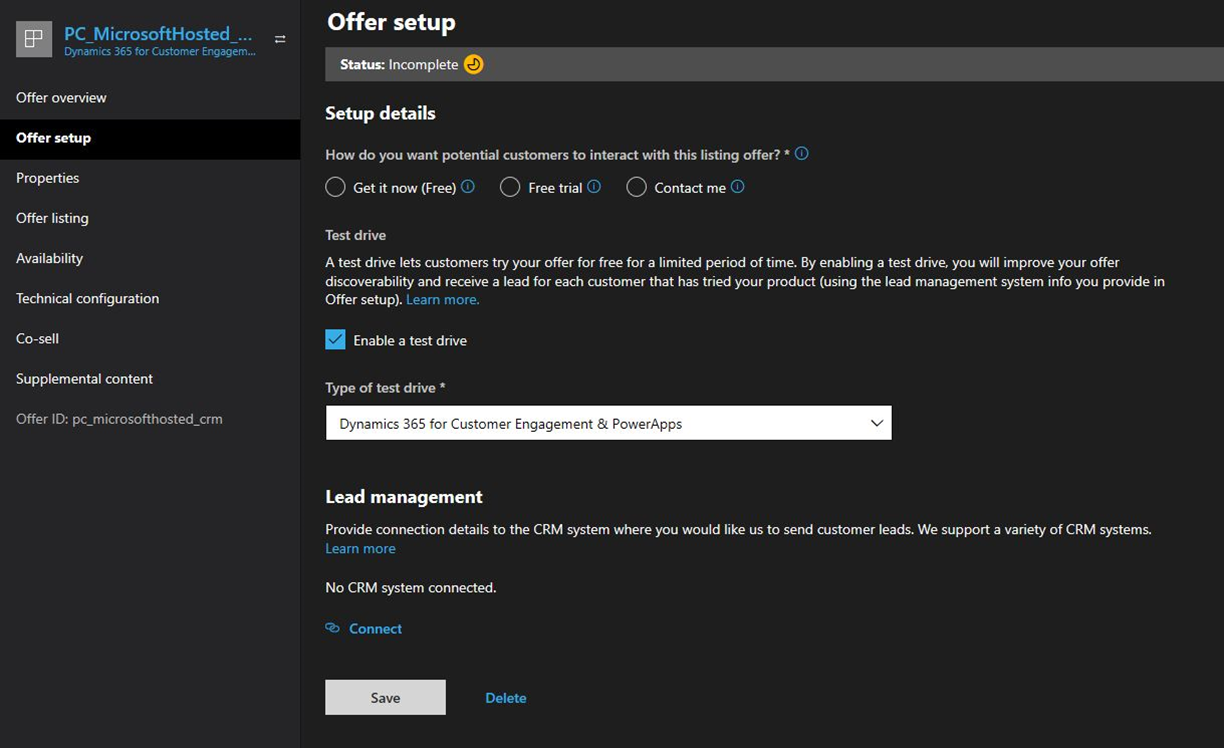 PC_MicrosoftHosted_...
Dynamics 365 for Customer Engagem...
Offer overview
Offer setup
Properties
Offer listing
Availability
Technical configuration
Co-sell
Supplemental content
Offer ID: pc_microsofthosted_crm
Offer setup
Status: Incomplete
Setup details
How do you want potential customers to interact with this listing offer? *
Get it now (Free) Free trial Contact me
Test drive
A test drive lets customers try your offer for free for a limited period of time. By enabling a test drive, you will improve your offer
discoverability and receive a lead for each customer that has tried your product (using the lead management system info you provide in
Offer setup). Learn more.
Enable a test drive
Type of test drive *
Dynamics 365 for Customer Engagement & PowerApps
Lead management
Provide connection details to the CRM system where you would like us to send customer leads. We support a variety of CRM systems.
Learn more
No CRM system connected.
Connect
Save Delete